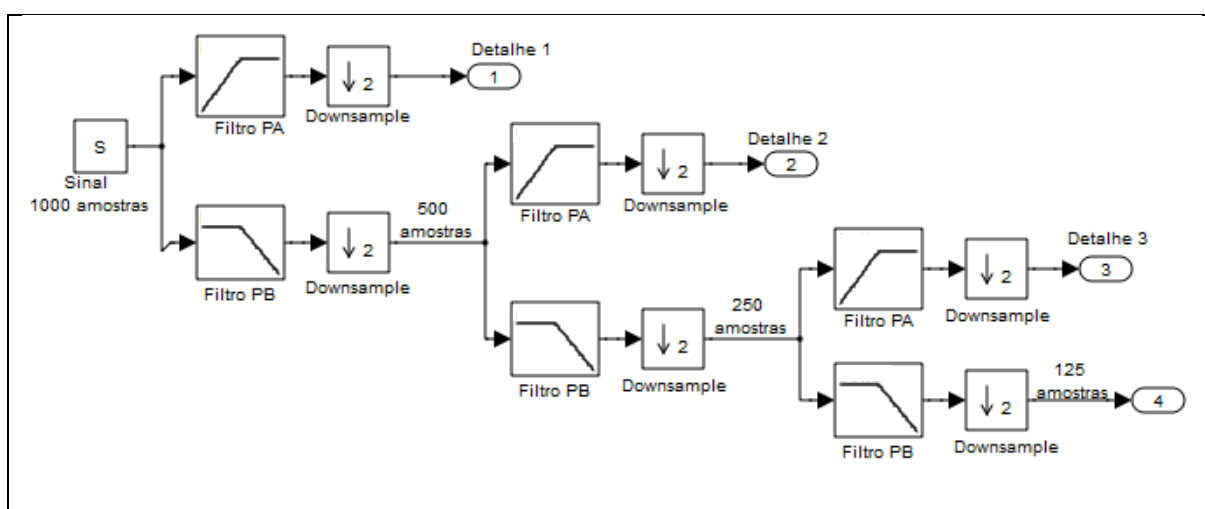 Detalhe 1
1
2
Filtro PA
Downsample
S
Sinal
1000 amostras
Filtro PB
2
Downsample
500
amostras
Detalhe 2
2
2
Filtro PA
Downsample
Filtro PB
2
Downsample
250
amostras
Detalhe 3
3
2
Filtro PA
Downsample
Filtro PB
2
Downsample
125
amostras
4